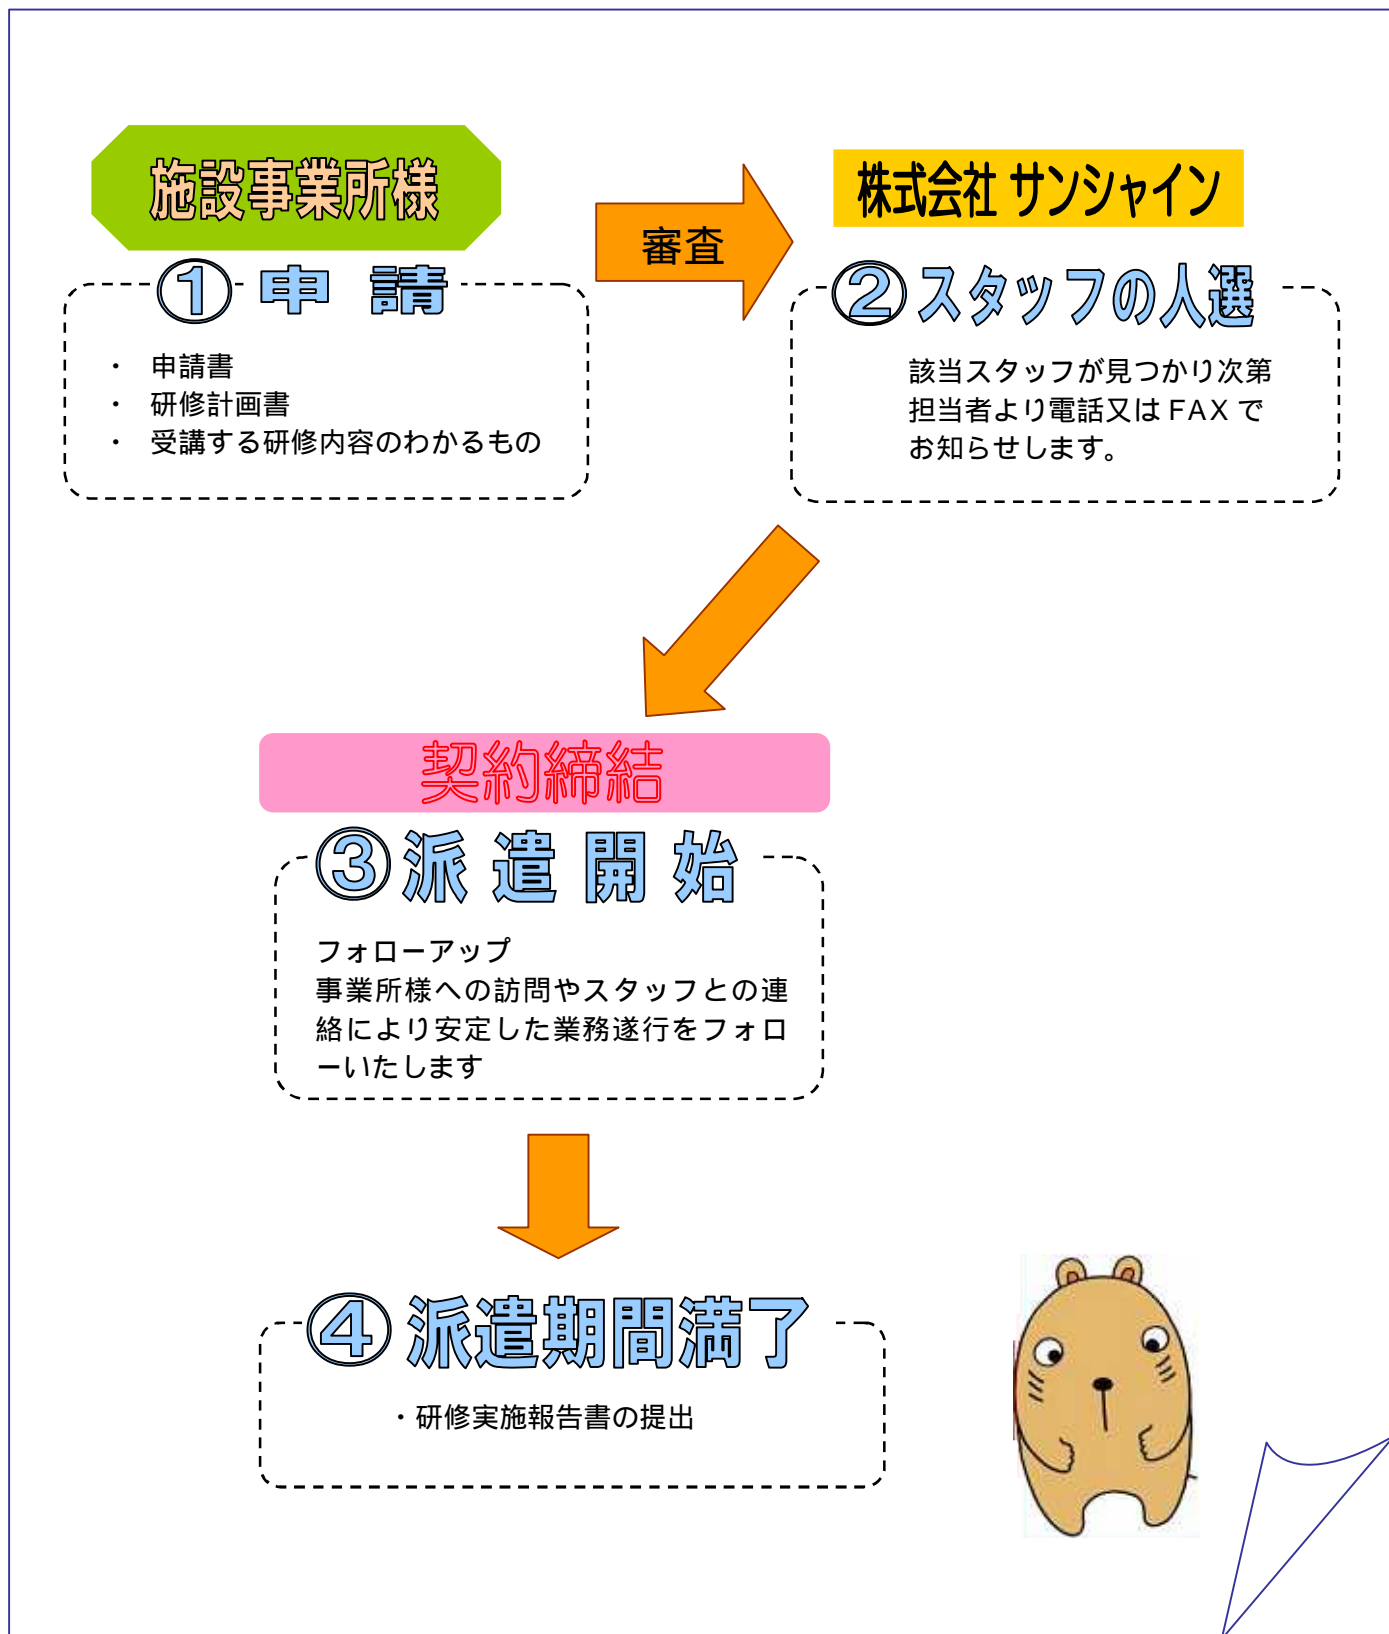 施設事業所様
審査
株式会社 サンシャイン
① 申 請
・ 申請書
・ 研修計画書
・ 受講する研修内容のわかるもの
② スタッフの人選
該当スタッフが見つかり次第
担当者より電話又は FAX で
お知らせします。
契約締結
③ 派 遣 開 始
フォローアップ
事業所様への訪問やスタッフとの連
絡により安定した業務遂行をフォロ
ーいたします
④ 派遣期間満了
・研修実施報告書の提出